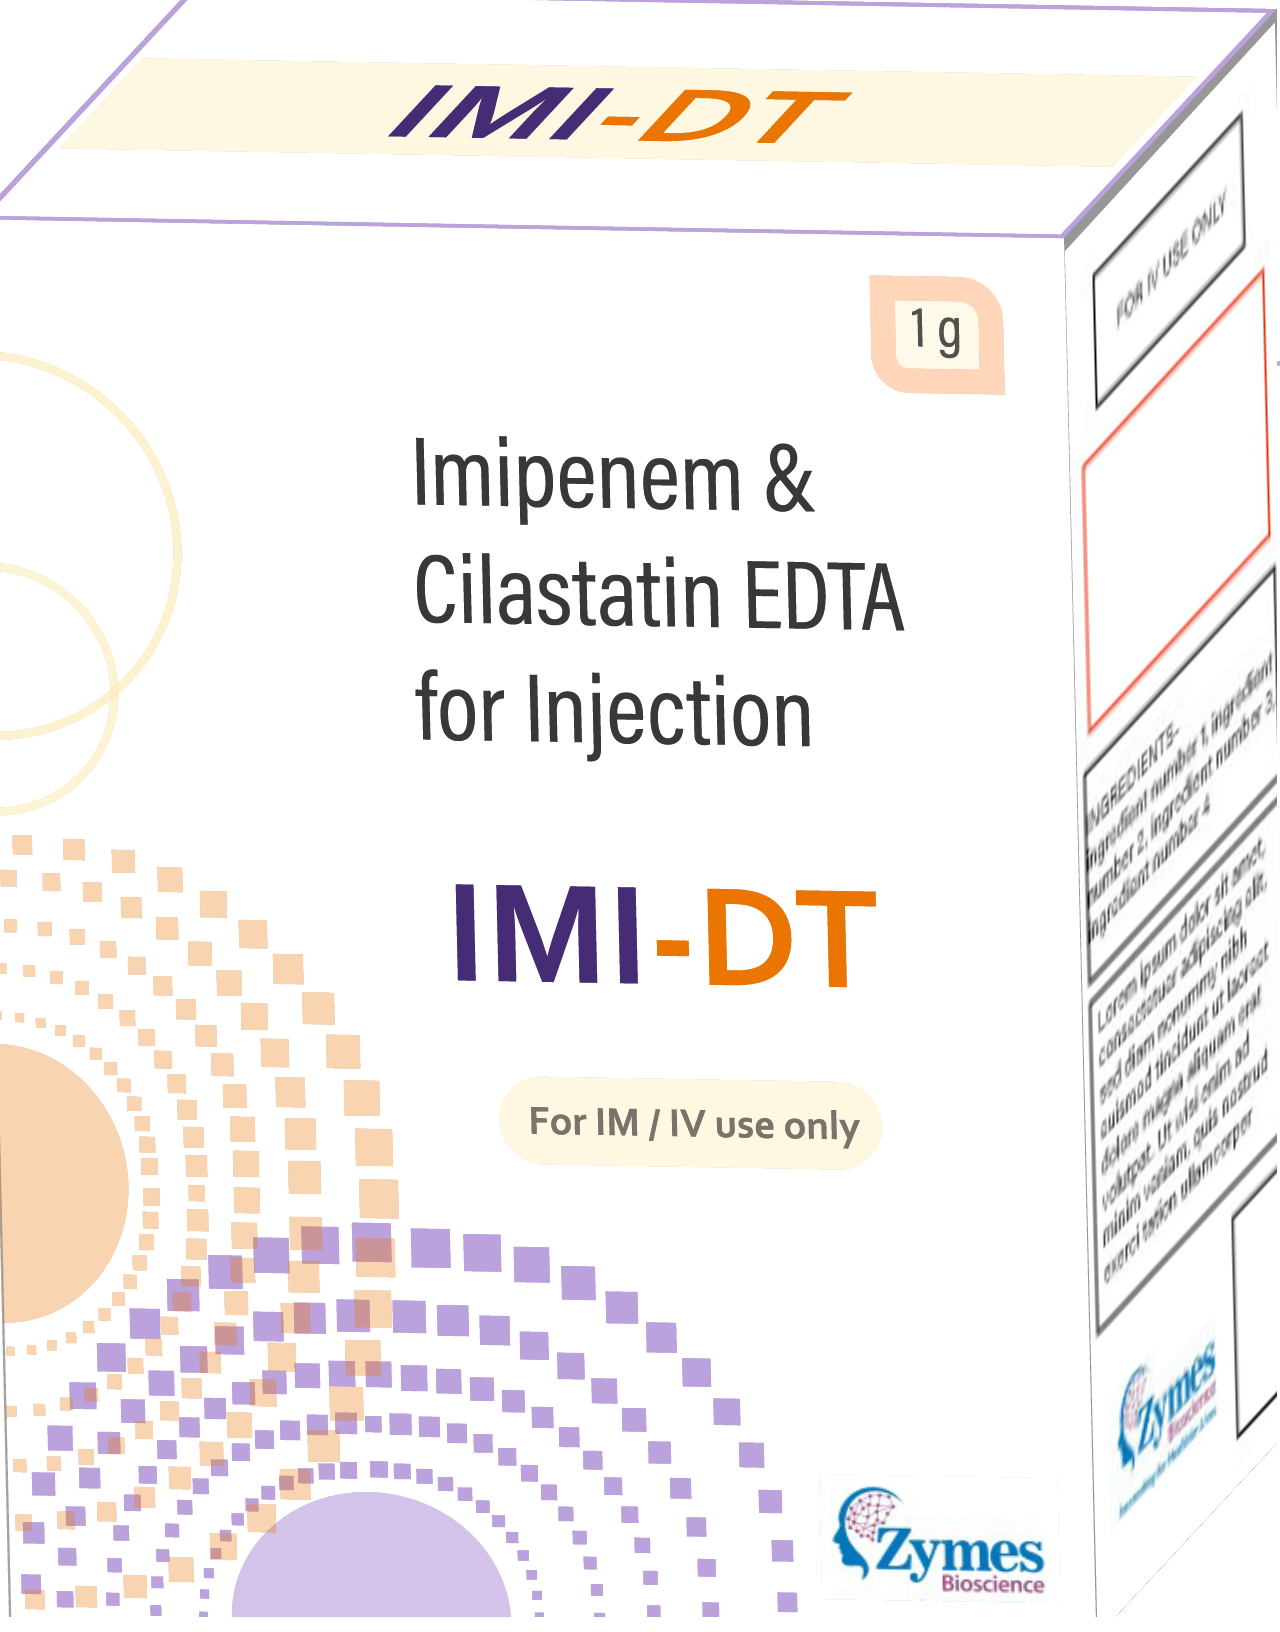 IMI-DT
1 g
Imipenem &
Cilastatin EDTA
for Injection
IMI-DT
For IM / IV use only
Zymes
Bioscience
FOR IV USE ONLY
INGREDIENTS-
ingredient number 1, ingredient
number 2, ingredient number 3,
ingredient number 4
Lorem ipsum dolor sit amet,
consectetuer adipiscing elit,
sed diam nonummy nibh
euismod tincidunt ut laoreet
dolore magna aliquam erat
volutpat. Ut wisi enim ad
minim veniam, quis nostrud
exerci tation ullamcorper
Zymes
Bioscience